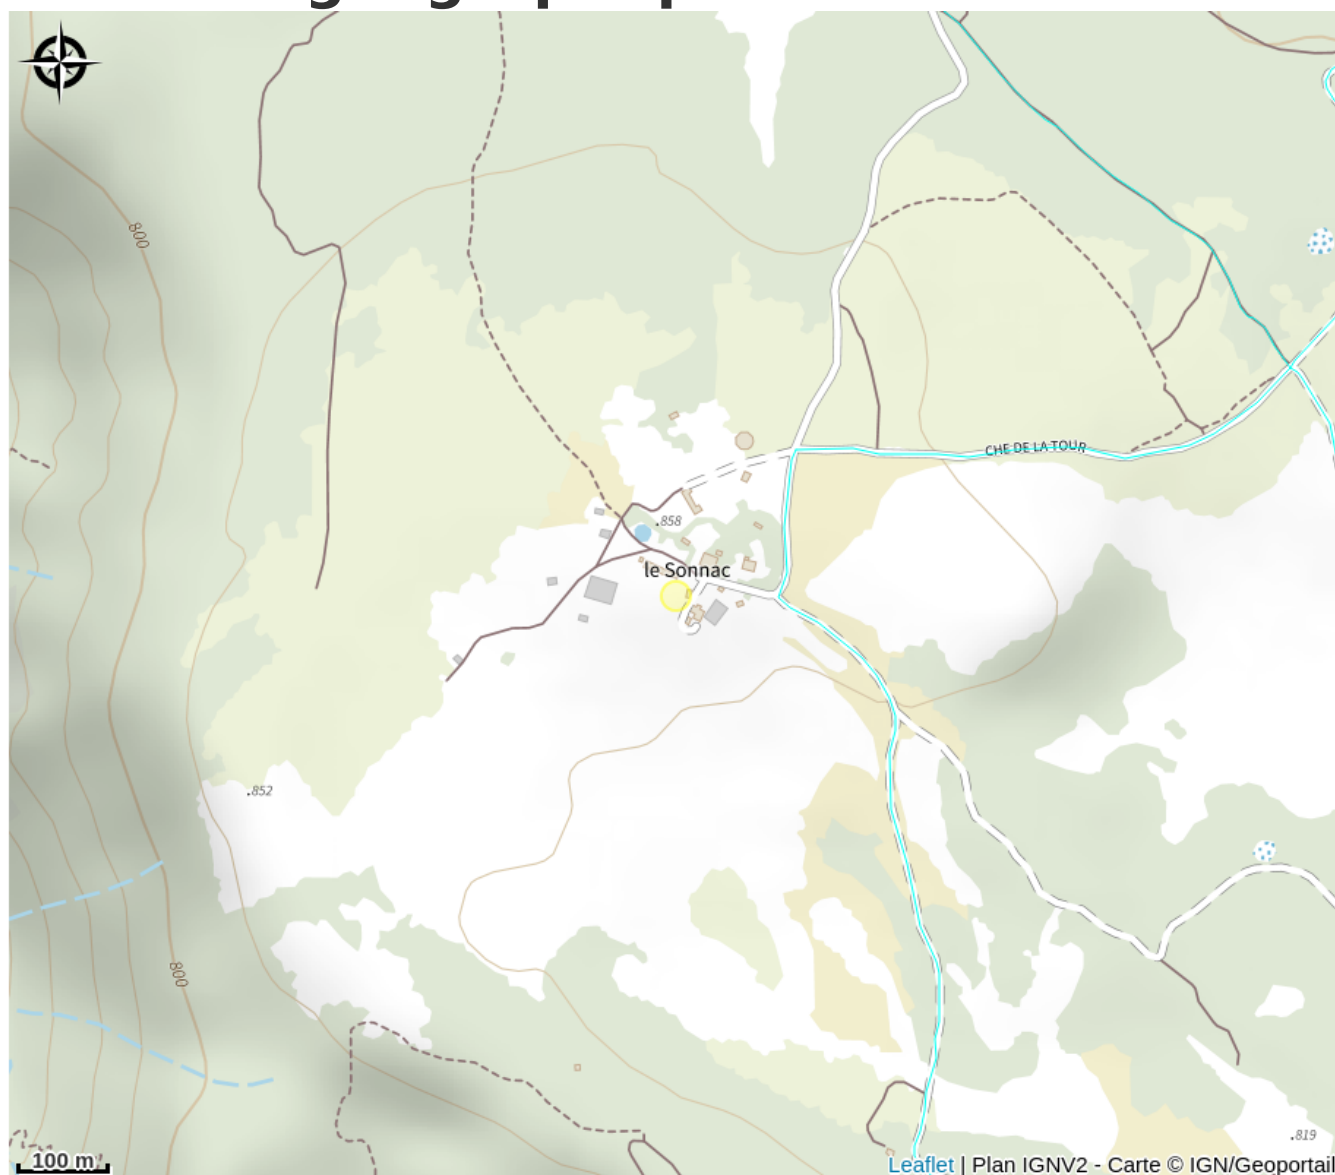 800
CHE DE LA TOUR
.858
le Sonnac
.852
800
.819
100 m
Leaflet | Plan IGNV2 - Carte © IGN/Geoportail